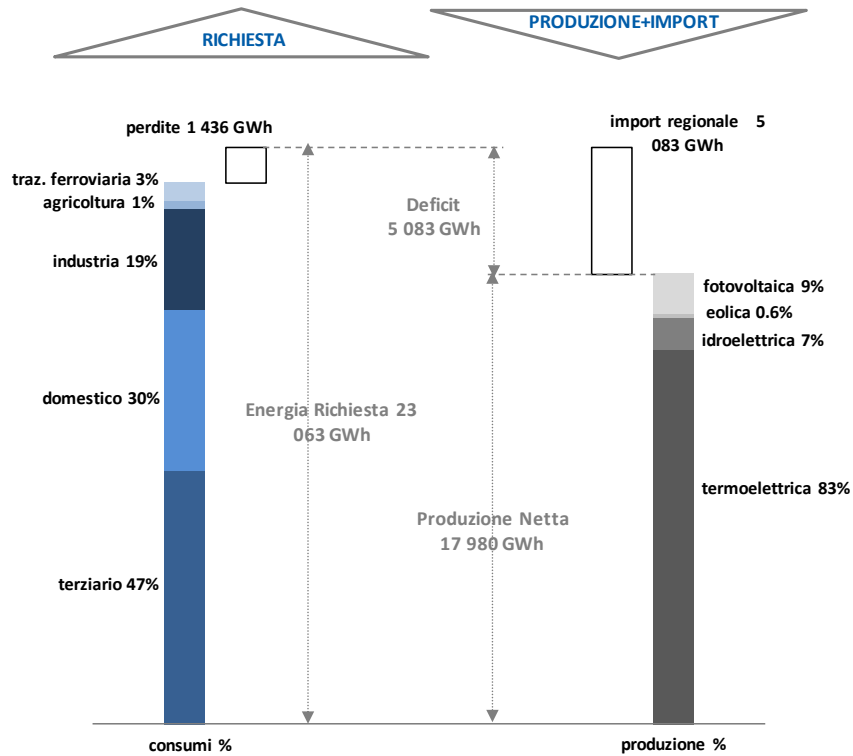 RICHIESTA
PRODUZIONE+IMPORT
perdite 1 436 GWh
import regionale 5
083 GWh
traz. ferroviaria 3%
agricoltura 1%
Deficit
5 083 GWh
industria 19%
fotovoltaica 9%
eolica 0.6%
idroelettrica 7%
domestico 30%
Energia Richiesta 23
063 GWh
termoelettrica 83%
Produzione Netta
17 980 GWh
terziario 47%
consumi %
produzione %